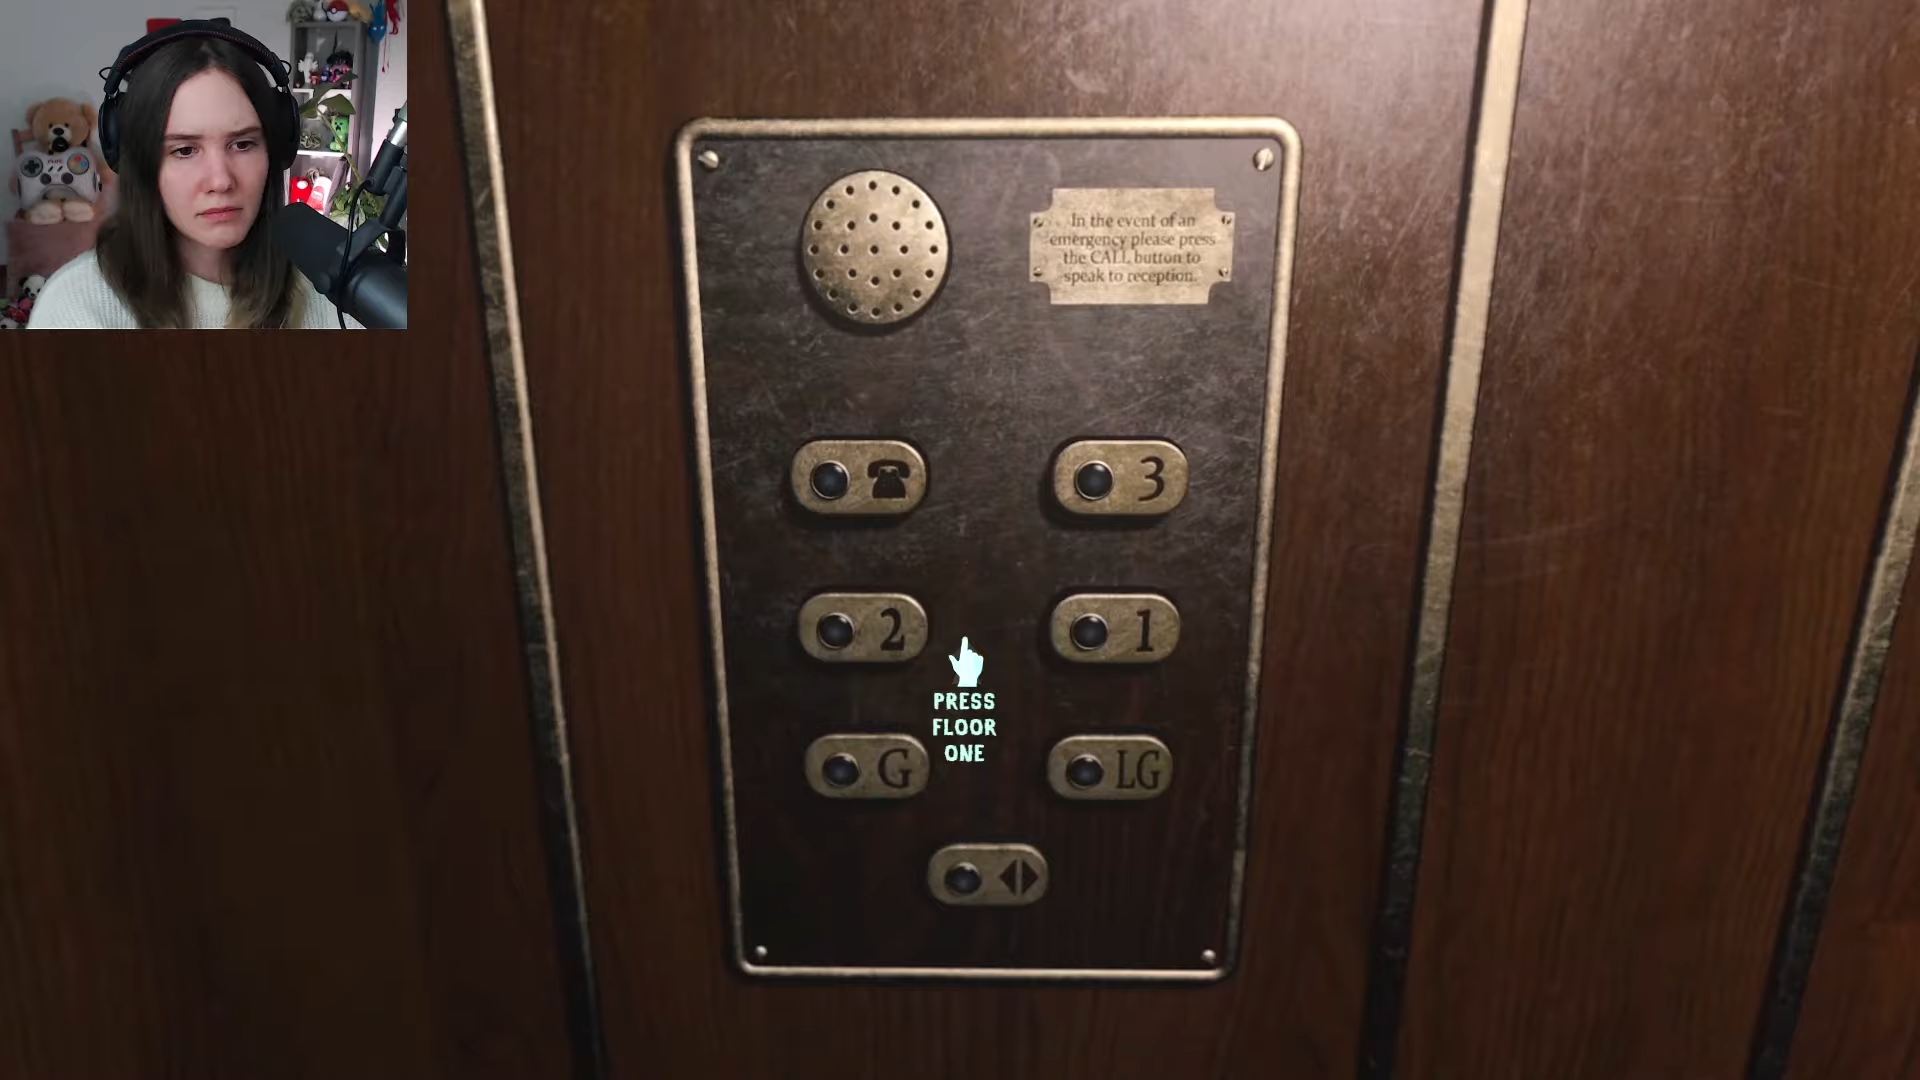 In the event of an
emergency please press
the CALL button to
speak to reception.
3
2
1
PRESS
FLOOR
ONE
G
LG